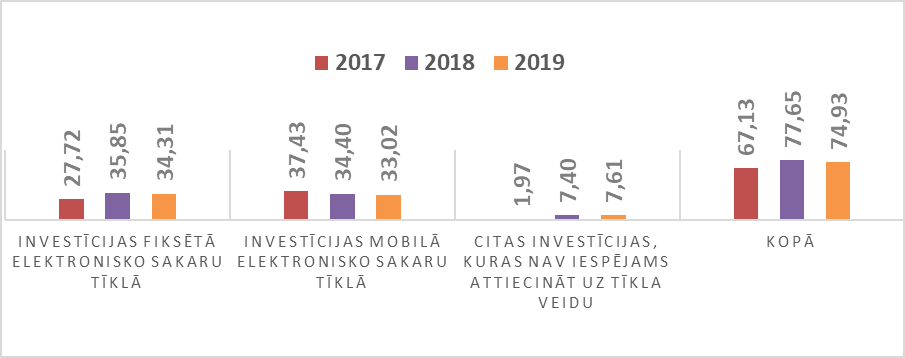 2017 2018 2019
27,72 35,85 34,31 37,43 34,40 33,02 1,97 7,40 7,61 67,13 77,65 74,93
INVESTĪCIJAS FIKSĒTĀ
ELEKTRONISKO SAKARU
TĪKLĀ
INVESTĪCIJAS MOBILĀ
ELEKTRONISKO SAKARU
TĪKLĀ
CITAS INVESTĪCIJAS,
KURAS NAV IESPĒJAMS
ATTIECINĀT UZ TĪKLA
VEIDU
KOPĀ